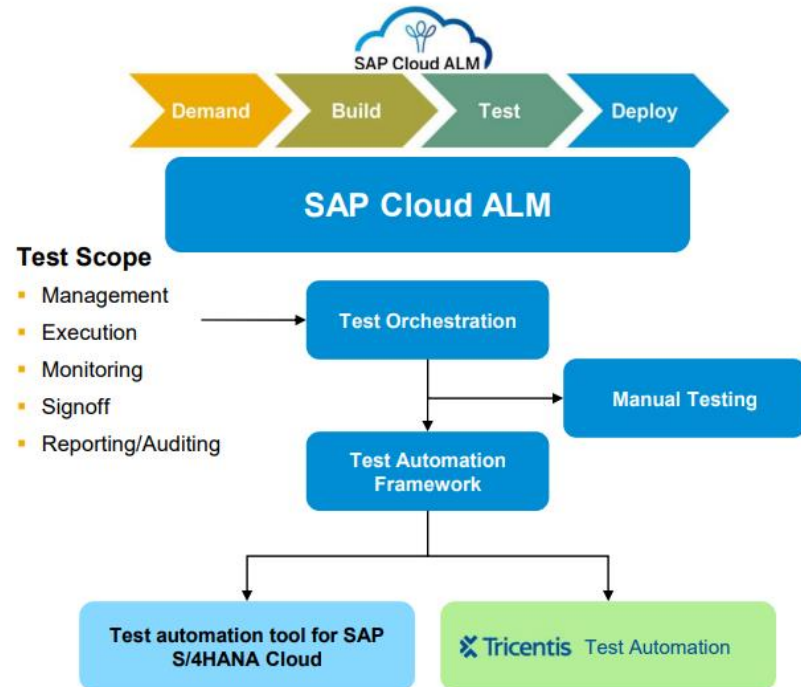 SAP Cloud ALM
Demand
Build
Test
Deploy
SAP Cloud ALM
Test Scope
▪ Management
▪ Execution
▪ Monitoring
▪ Signoff
▪ Reporting/Auditing
Test Orchestration
Manual Testing
Test Automation
Framework
Test automation tool for SAP
S/4HANA Cloud
Tricentis Test Automation